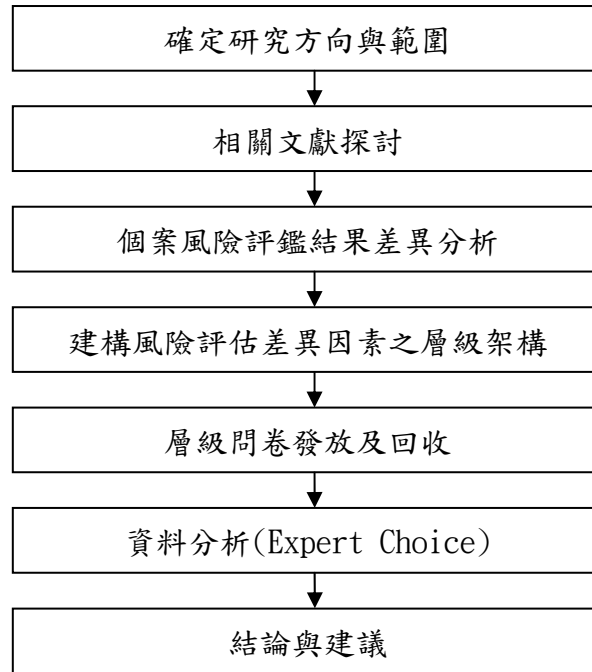 確定研究方向與範圍
相關文獻探討
個案風險評鑑結果差異分析
建構風險評估差異因素之層級架構
層級問卷發放及回收
資料分析(Expert Choice)
結論與建議